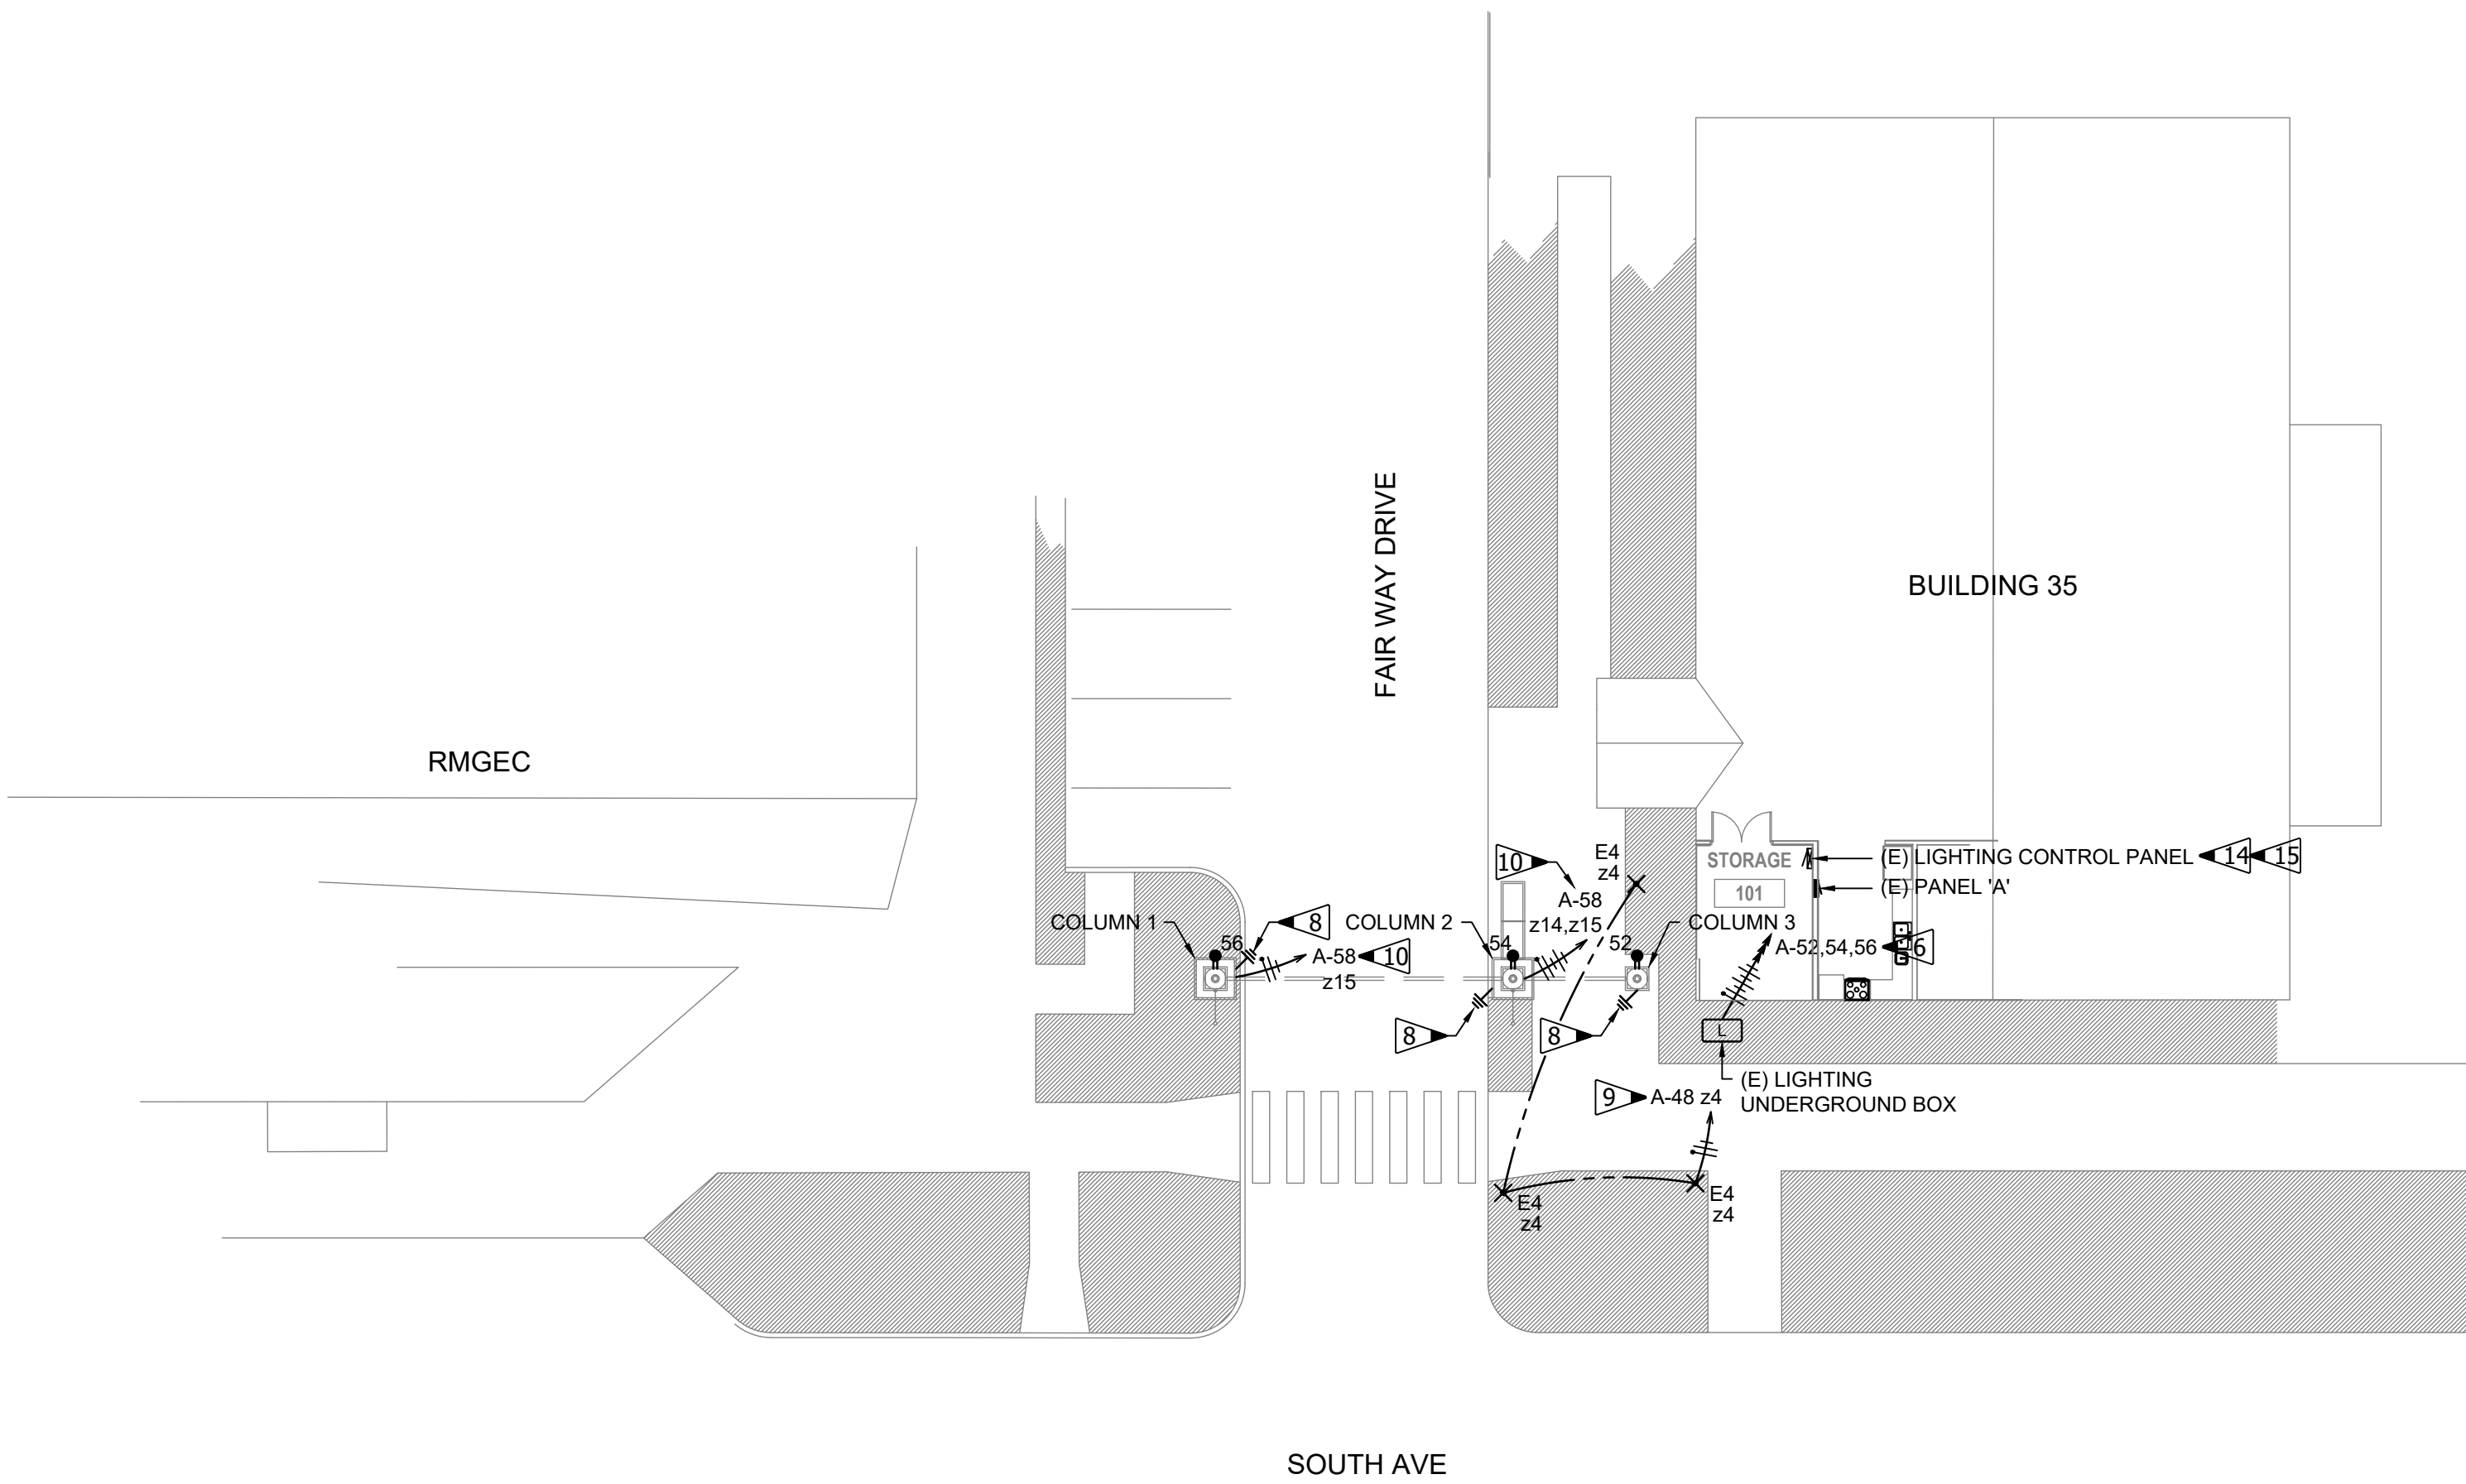 FAIR WAY DRIVE
BUILDING 35
RMGEC
10
E4
z4
A-58
z14,z15
STORAGE
101
(E) LIGHTING CONTROL PANEL
14
15
(E) PANEL 'A'
COLUMN 1
56
8
A-58
10
z15
COLUMN 2
54
52
COLUMN 3
A-52,54,56
6
8
8
L
(E) LIGHTING
UNDERGROUND BOX
9
A-48 z4
E4
z4
E4
z4
SOUTH AVE